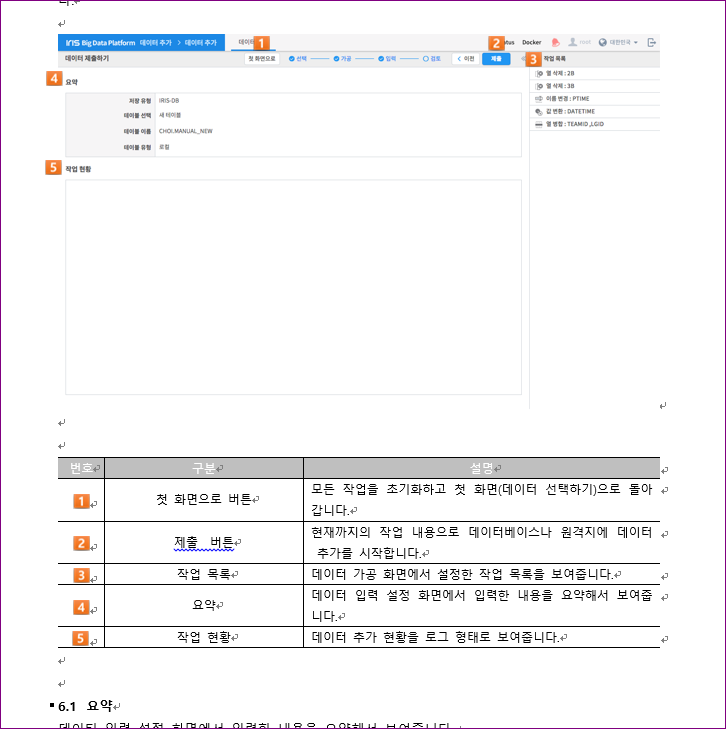 다.
IRIS Big Data Platform 데이터 추가 > 데이터 추가 데이터 1 2 tus Docker root 대한민국
데이터 제출하기 첫 화면으로 선택 가공 입력 검토 < 이전 제출 3 작업 목록
열 삭제 : 2B
4 열 삭제 : 3B
요약
이름 변경 : PTIME
저장 유형 IRIS-DB
값 변환 : DATETIME
테이블 선택 새 테이블
열 병합 : TEAMID ,LGID
테이블 이름 CHOI.MANUAL_NEW
테이블 유형 로컬
5 작업 현황
번호 구분 설명
1 첫 화면으로 버튼 모든 작업을 초기화하고 첫 화면(데이터 선택하기)으로 돌아
갑니다.
2 제출 버튼 현재까지의 작업 내용으로 데이터베이스나 원격지에 데이터
추가를 시작합니다.
3 작업 목록 데이터 가공 화면에서 설정한 작업 목록을 보여줍니다.
4 요약 데이터 입력 설정 화면에서 입력한 내용을 요약해서 보여줍
니다.
5 작업 현황 데이터 추가 현황을 로그 형태로 보여줍니다.
6.1 요약
데이터 입력 설정 화면에서 입력한 내용을 요약해서 보여줍니다.